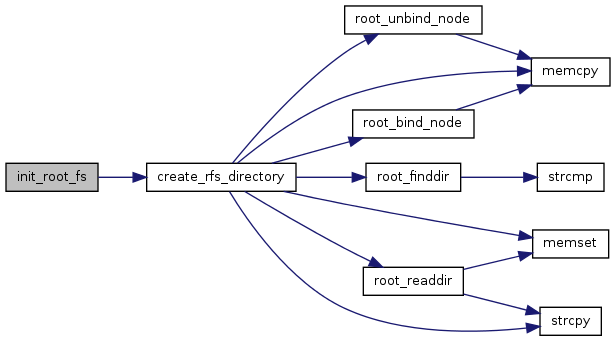 init_root_fs
create_rfs_directory
root_unbind_node
memcpy
root_bind_node
root_finddir
strcmp
memset
root_readdir
strcpy